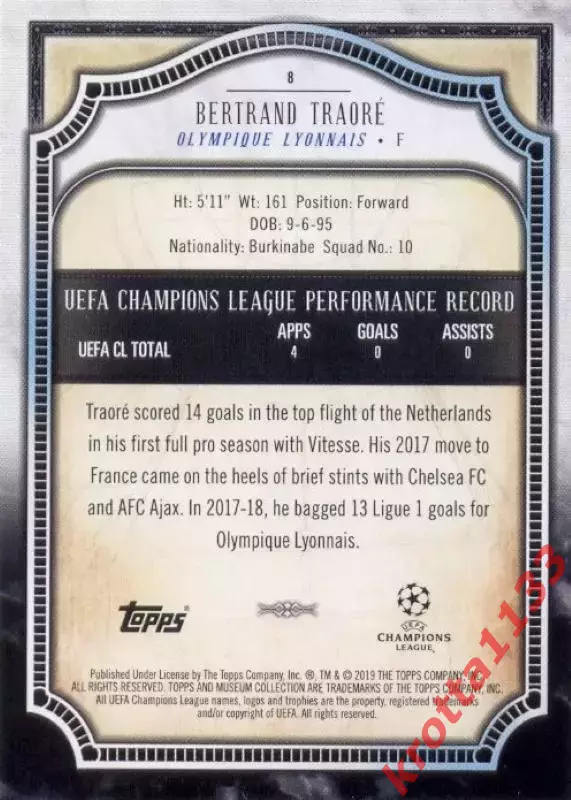 8
BERTRAND TRAORÉ
OLYMPIQUE LYONNAIS • F
Ht: 5'11" Wt: 161 Position: Forward
DOB: 9-6-95
Nationality: Burkinabe Squad No.: 10
UEFA CHAMPIONS LEAGUE PERFORMANCE RECORD
APPS GOALS ASSISTS
UEFA CL TOTAL 4 0 0
Traoré scored 14 goals in the top flight of the Netherlands
in his first full pro season with Vitesse. His 2017 move to
France came on the heels of brief stints with Chelsea FC
and AFC Ajax. In 2017-18, he bagged 13 Ligue 1 goals for
Olympique Lyonnais.
topps
UEFA
CHAMPIONS
LEAGUE
Published Under License by The Topps Company, Inc. ®, TM & © 2019 THE TOPPS COMPANY, INC.
ALL RIGHTS RESERVED. TOPPS AND MUSEUM COLLECTION ARE TRADEMARKS OF THE TOPPS COMPANY, INC.
All UEFA Champions League names, logos and trophies are the property, registered trademarks
and/or copyright of UEFA. All rights reserved.
krotta1133